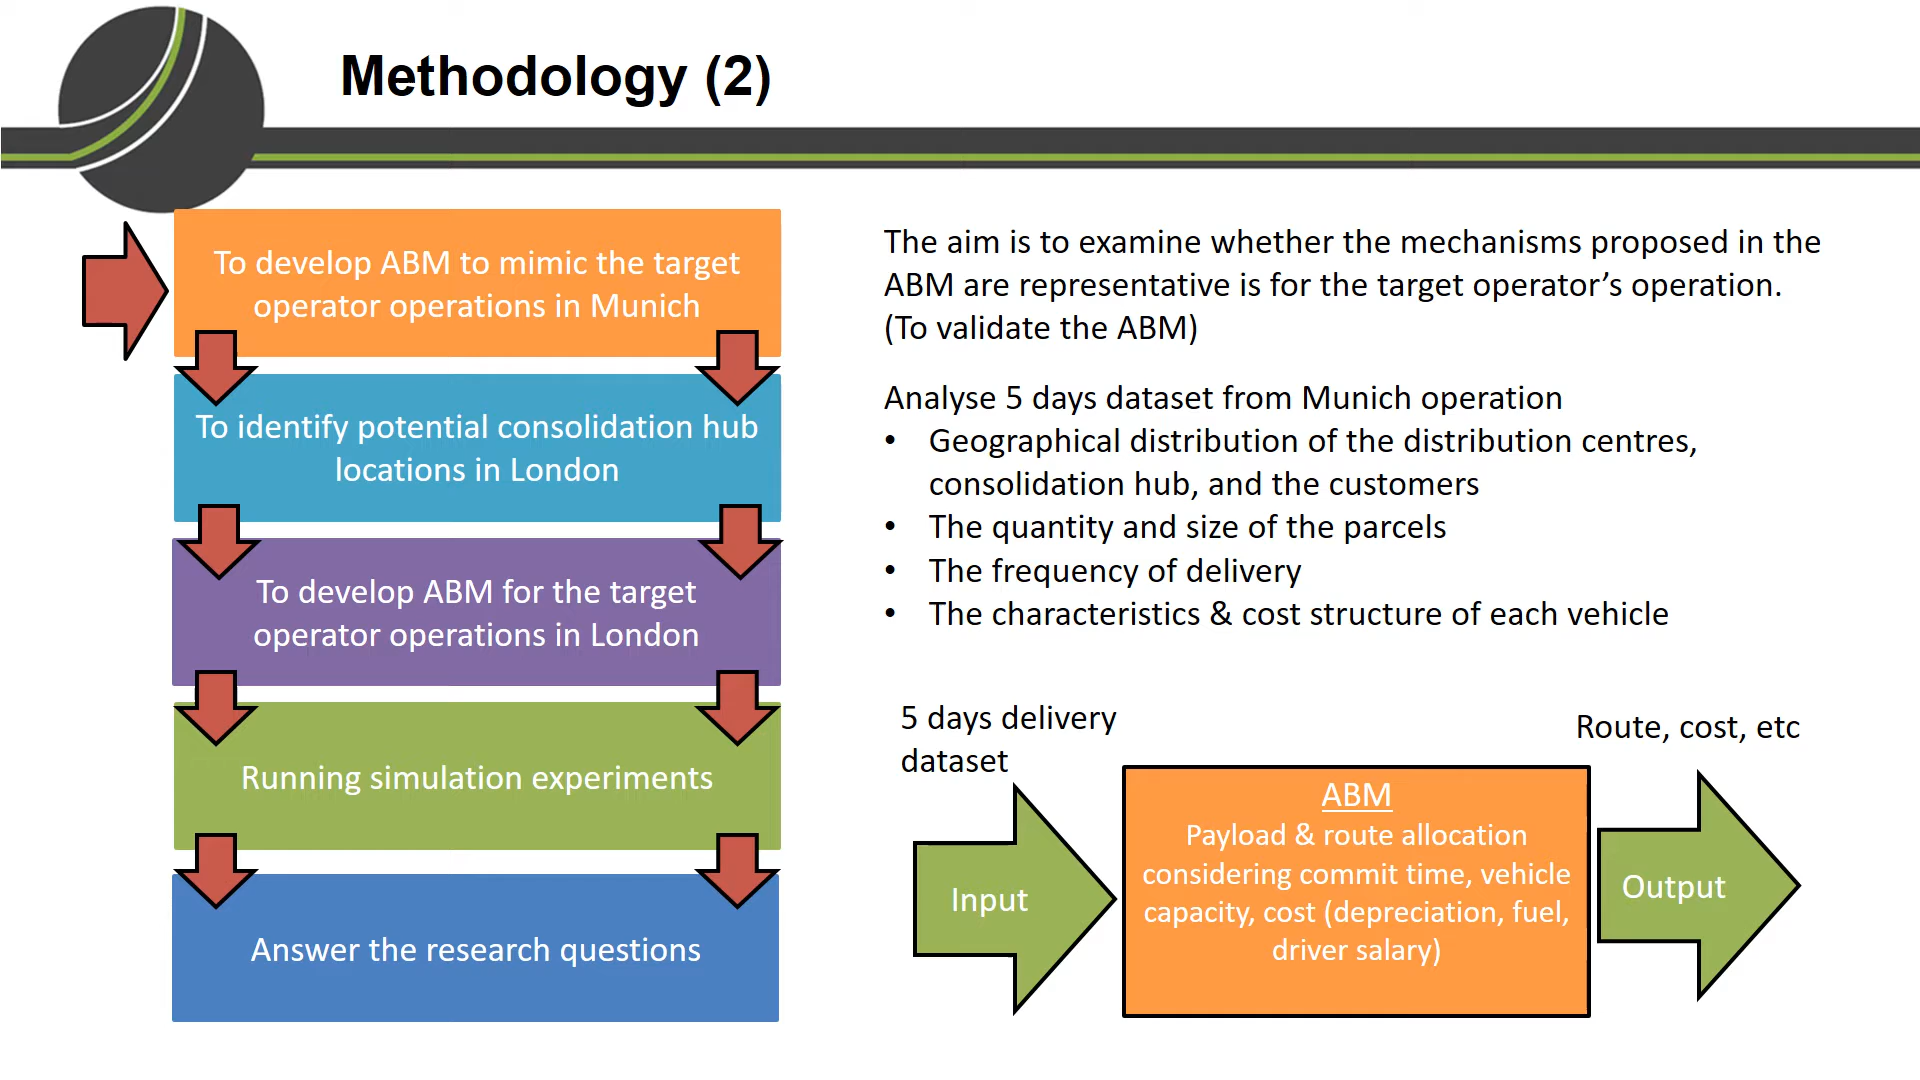 Methodology (2)
To develop ABM to mimic the target
operator operations in Munich
To identify potential consolidation hub
locations in London
To develop ABM for the target
operator operations in London
Running simulation experiments
Answer the research questions
The aim is to examine whether the mechanisms proposed in the
ABM are representative is for the target operator’s operation.
(To validate the ABM)
Analyse 5 days dataset from Munich operation
• Geographical distribution of the distribution centres,
consolidation hub, and the customers
• The quantity and size of the parcels
• The frequency of delivery
• The characteristics & cost structure of each vehicle
5 days delivery
dataset
Input
ABM
Payload & route allocation
considering commit time, vehicle
capacity, cost (depreciation, fuel,
driver salary)
Route, cost, etc
Output